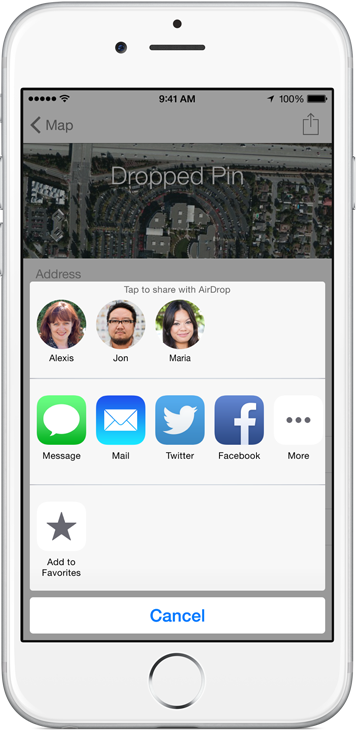 9:41 AM
100%
Map
Dropped Pin
Address
Tap to share with AirDrop
Alexis Jon Maria
Message Mail Twitter Facebook More
Add to
Favorites
Cancel